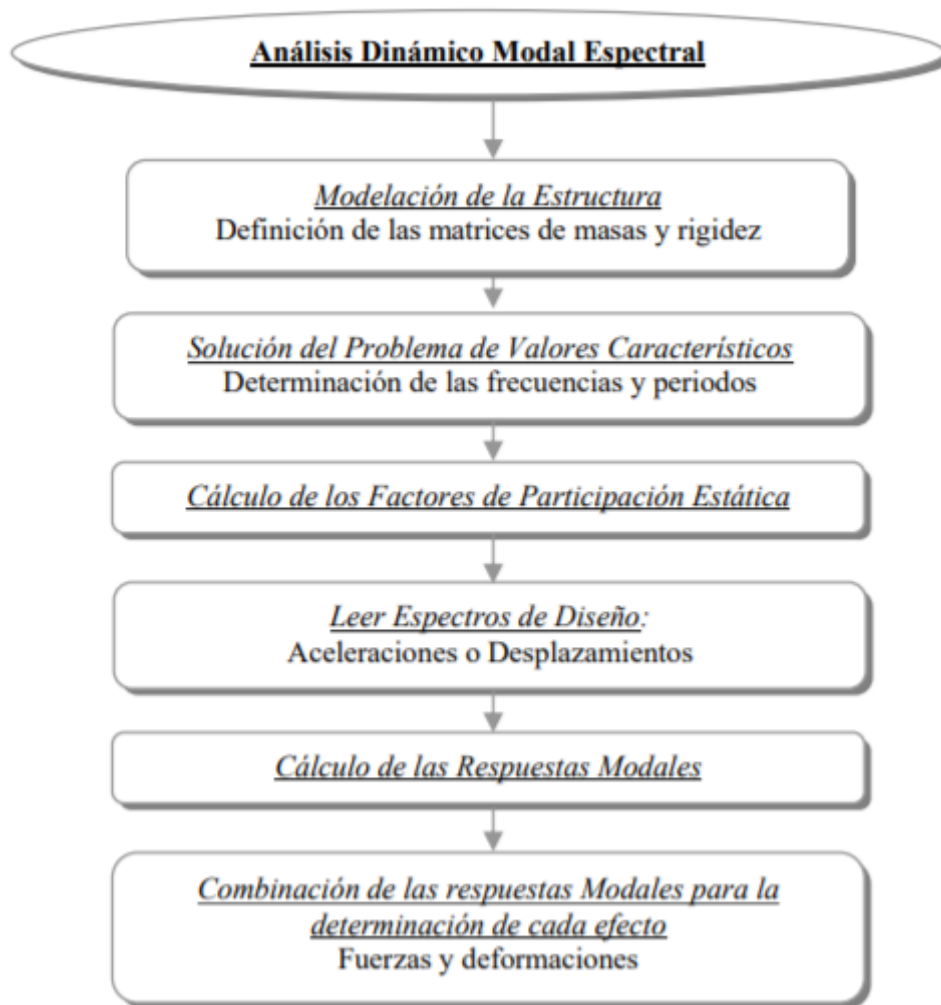 Análisis Dinámico Modal Espectral
Modelación de la Estructura
Definición de las matrices de masas y rigidez
Solución del Problema de Valores Característicos
Determinación de las frecuencias y periodos
Cálculo de los Factores de Participación Estática
Leer Espectros de Diseño:
Aceleraciones o Desplazamientos
Cálculo de las Respuestas Modales
Combinación de las respuestas Modales para la
determinación de cada efecto
Fuerzas y deformaciones